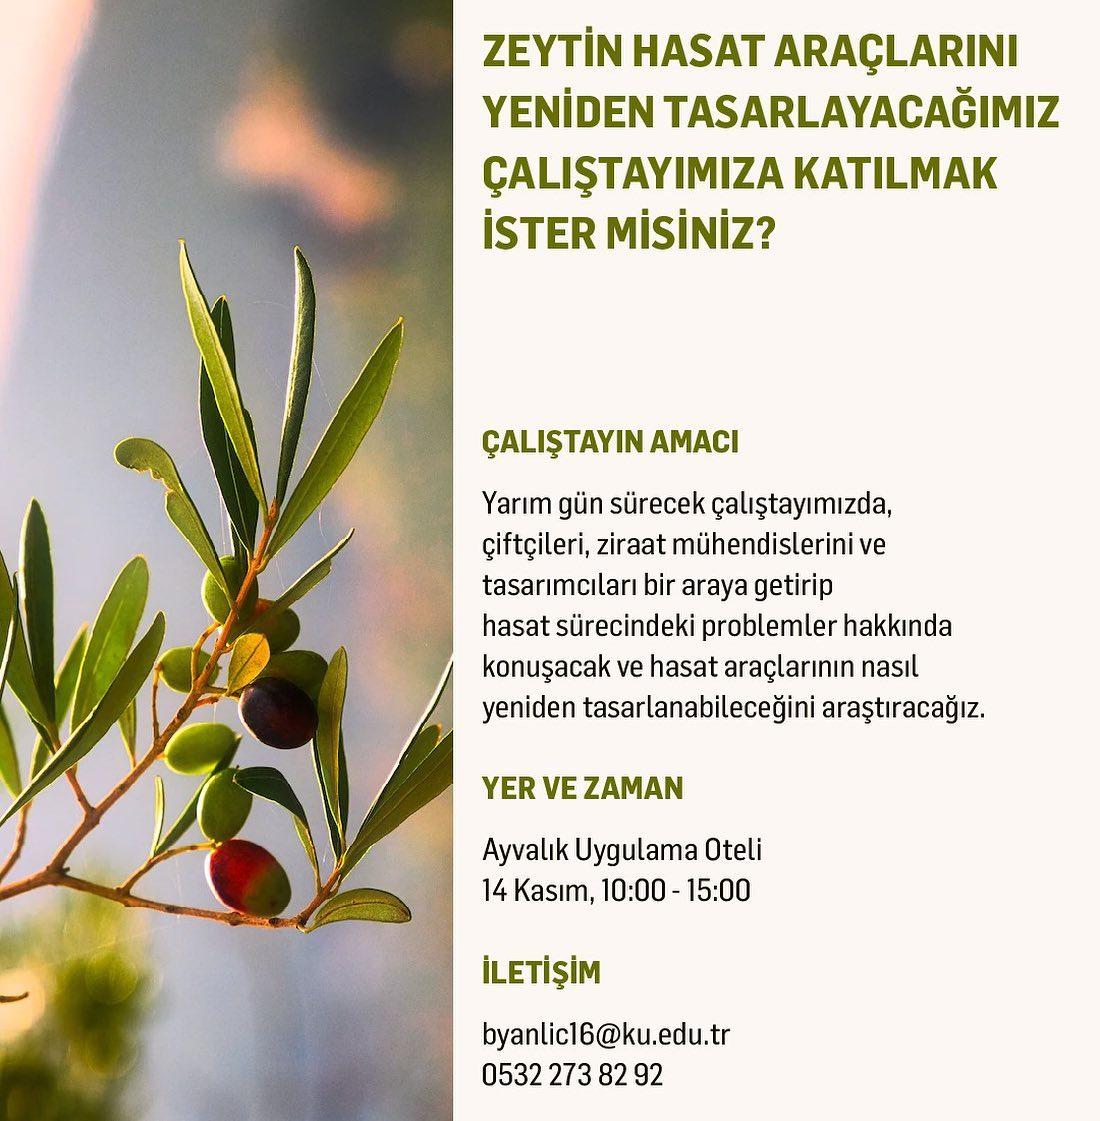 ZEYTİN HASAT ARAÇLARINI
YENİDEN TASARLAYACAĞIMIZ
ÇALIŞTAYIMIZA KATILMAK
İSTER MİSİNİZ?
ÇALIŞTAYIN AMACI
Yarım gün sürecek çalıştayımızda,
çiftçileri, ziraat mühendislerini ve
tasarımcıları bir araya getirip
hasat sürecindeki problemler hakkında
konuşacak ve hasat araçlarının nasıl
yeniden tasarlanabileceğini araştıracağız.
YER VE ZAMAN
Ayvalık Uygulama Oteli
14 Kasım, 10:00 - 15:00
İLETİŞİM
byanlic16@ku.edu.tr
0532 273 82 92